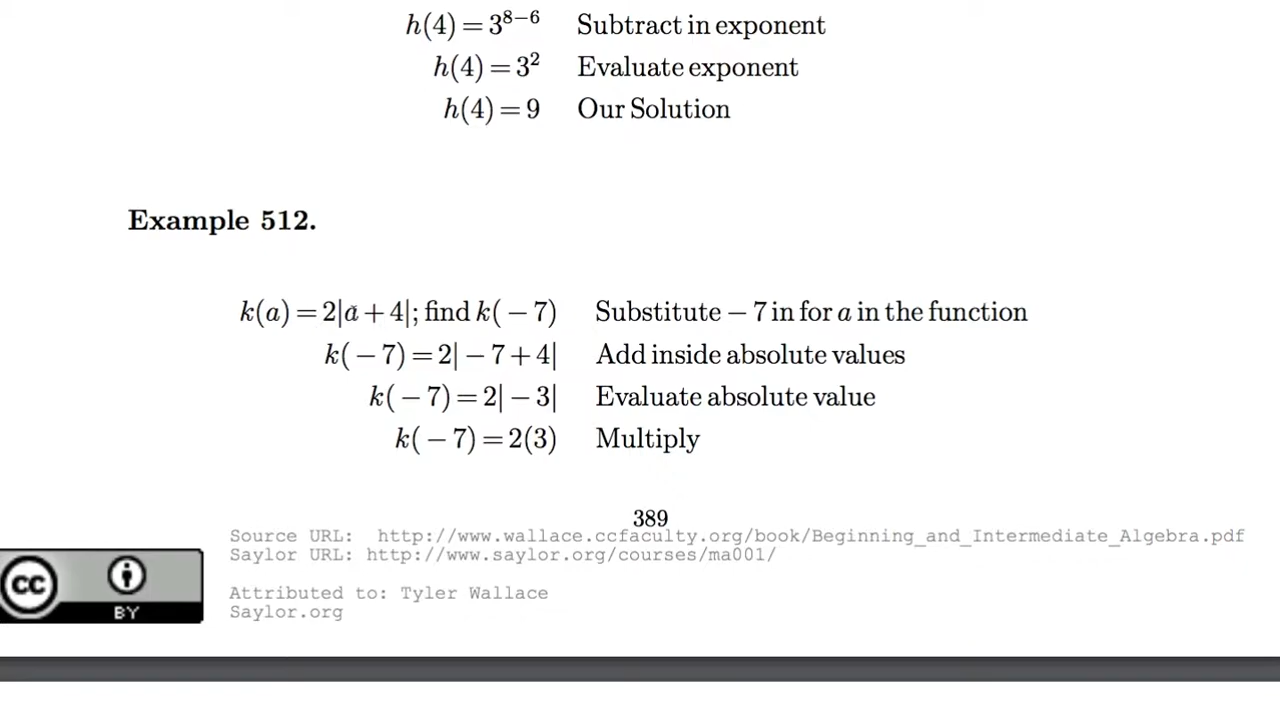 h(4) = 3^{8−6} Subtract in exponent
h(4) = 3^2 Evaluate exponent
h(4) = 9 Our Solution
Example 512.
k(a) = 2|a + 4|; find k( − 7) Substitute − 7 in for a in the function
k( − 7) = 2| − 7 + 4| Add inside absolute values
k( − 7) = 2| − 3| Evaluate absolute value
k( − 7) = 2(3) Multiply
389
Source URL: http://www.wallace.ccfaculty.org/book/Beginning_and_Intermediate_Algebra.pdf
Saylor URL: http://www.saylor.org/courses/ma001/
Attributed to: Tyler Wallace
Saylor.org
cc
BY